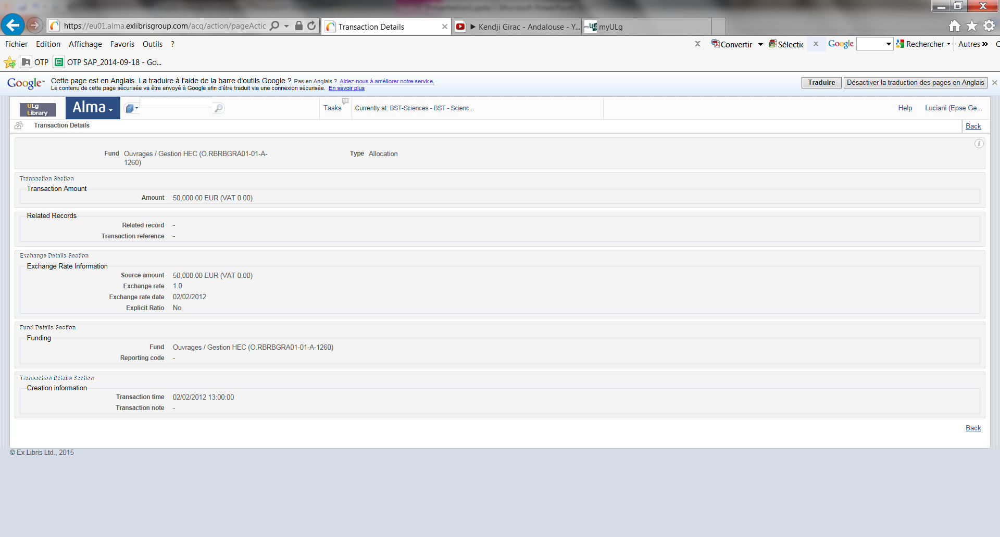 https://eu01.alma.exlibrisgroup.com/acq/action/pageActic
Transaction Details
Kendji Girac - Andalouse - Y...
myULg
Fichier Edition Affichage Favoris Outils ?
x Convertir Sélectic x Google Rechercher Autres »
OTP OTP SAP_2014-09-18 - Go...
Google™ Cette page est en Anglais. La traduire à l'aide de la barre d'outils Google ? Pas en Anglais ? Aidez-nous à améliorer notre service.
Le contenu de cette page sécurisée va être envoyé à Google afin d'être traduit via une connexion sécurisée. En savoir plus
Traduire Désactiver la traduction des pages en Anglais
ULg
Library
Alma
Tasks Currently at: BST-Sciences - BST - Scienc... Help Luciani (Epse Ge...
Transaction Details Back
Fund Ouvrages / Gestion HEC (O.RBRBGRA01-01-A-
1260)
Type Allocation
Transaction Section
Transaction Amount
Amount 50,000.00 EUR (VAT 0.00)
Related Records
Related record -
Transaction reference -
Exchange Details Section
Exchange Rate Information
Source amount 50,000.00 EUR (VAT 0.00)
Exchange rate 1.0
Exchange rate date 02/02/2012
Explicit Ratio No
Fund Details Section
Funding
Fund Ouvrages / Gestion HEC (O.RBRBGRA01-01-A-1260)
Reporting code -
Transaction Details Section
Creation information
Transaction time 02/02/2012 13:00:00
Transaction note -
Back
© Ex Libris Ltd., 2015